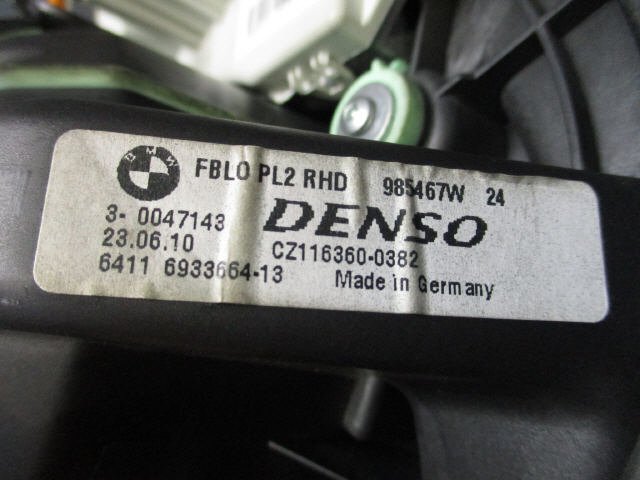 BMW
FBLO PL2 RHD 985467W 24
3- 0047143
DENSO
23.06.10
CZ116360-0382
6411 6933664-13
Made in Germany